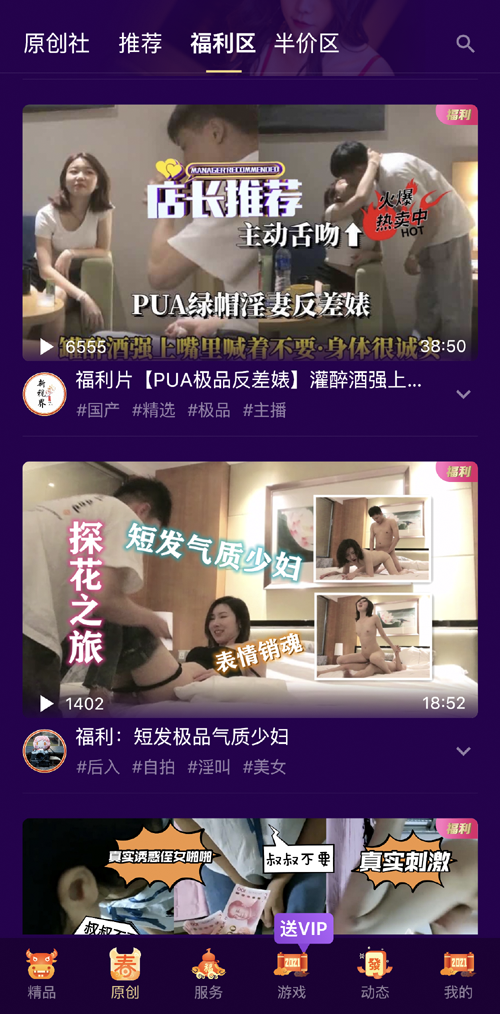 原创社 推荐 福利区 半价区
福利
MANAGER RECOMMENDED
店长推荐
火爆
热卖中
HOT
主动舌吻
PUA绿帽淫妻反差婊
酒强上嘴里喊着不要·身体很诚实
6555 38:50
福利片【PUA极品反差婊】灌醉酒强上...
#国产 #精选 #极品 #主播
新视界
福利
探花之旅
短发气质少妇
表情销魂
1402 18:52
福利：短发极品气质少妇
#后入 #自拍 #淫叫 #美女
福利
真实诱惑侄女啪啪
叔叔不要
真实刺激
送VIP
2021
2021
春
發
精品 原创 服务 游戏 动态 我的